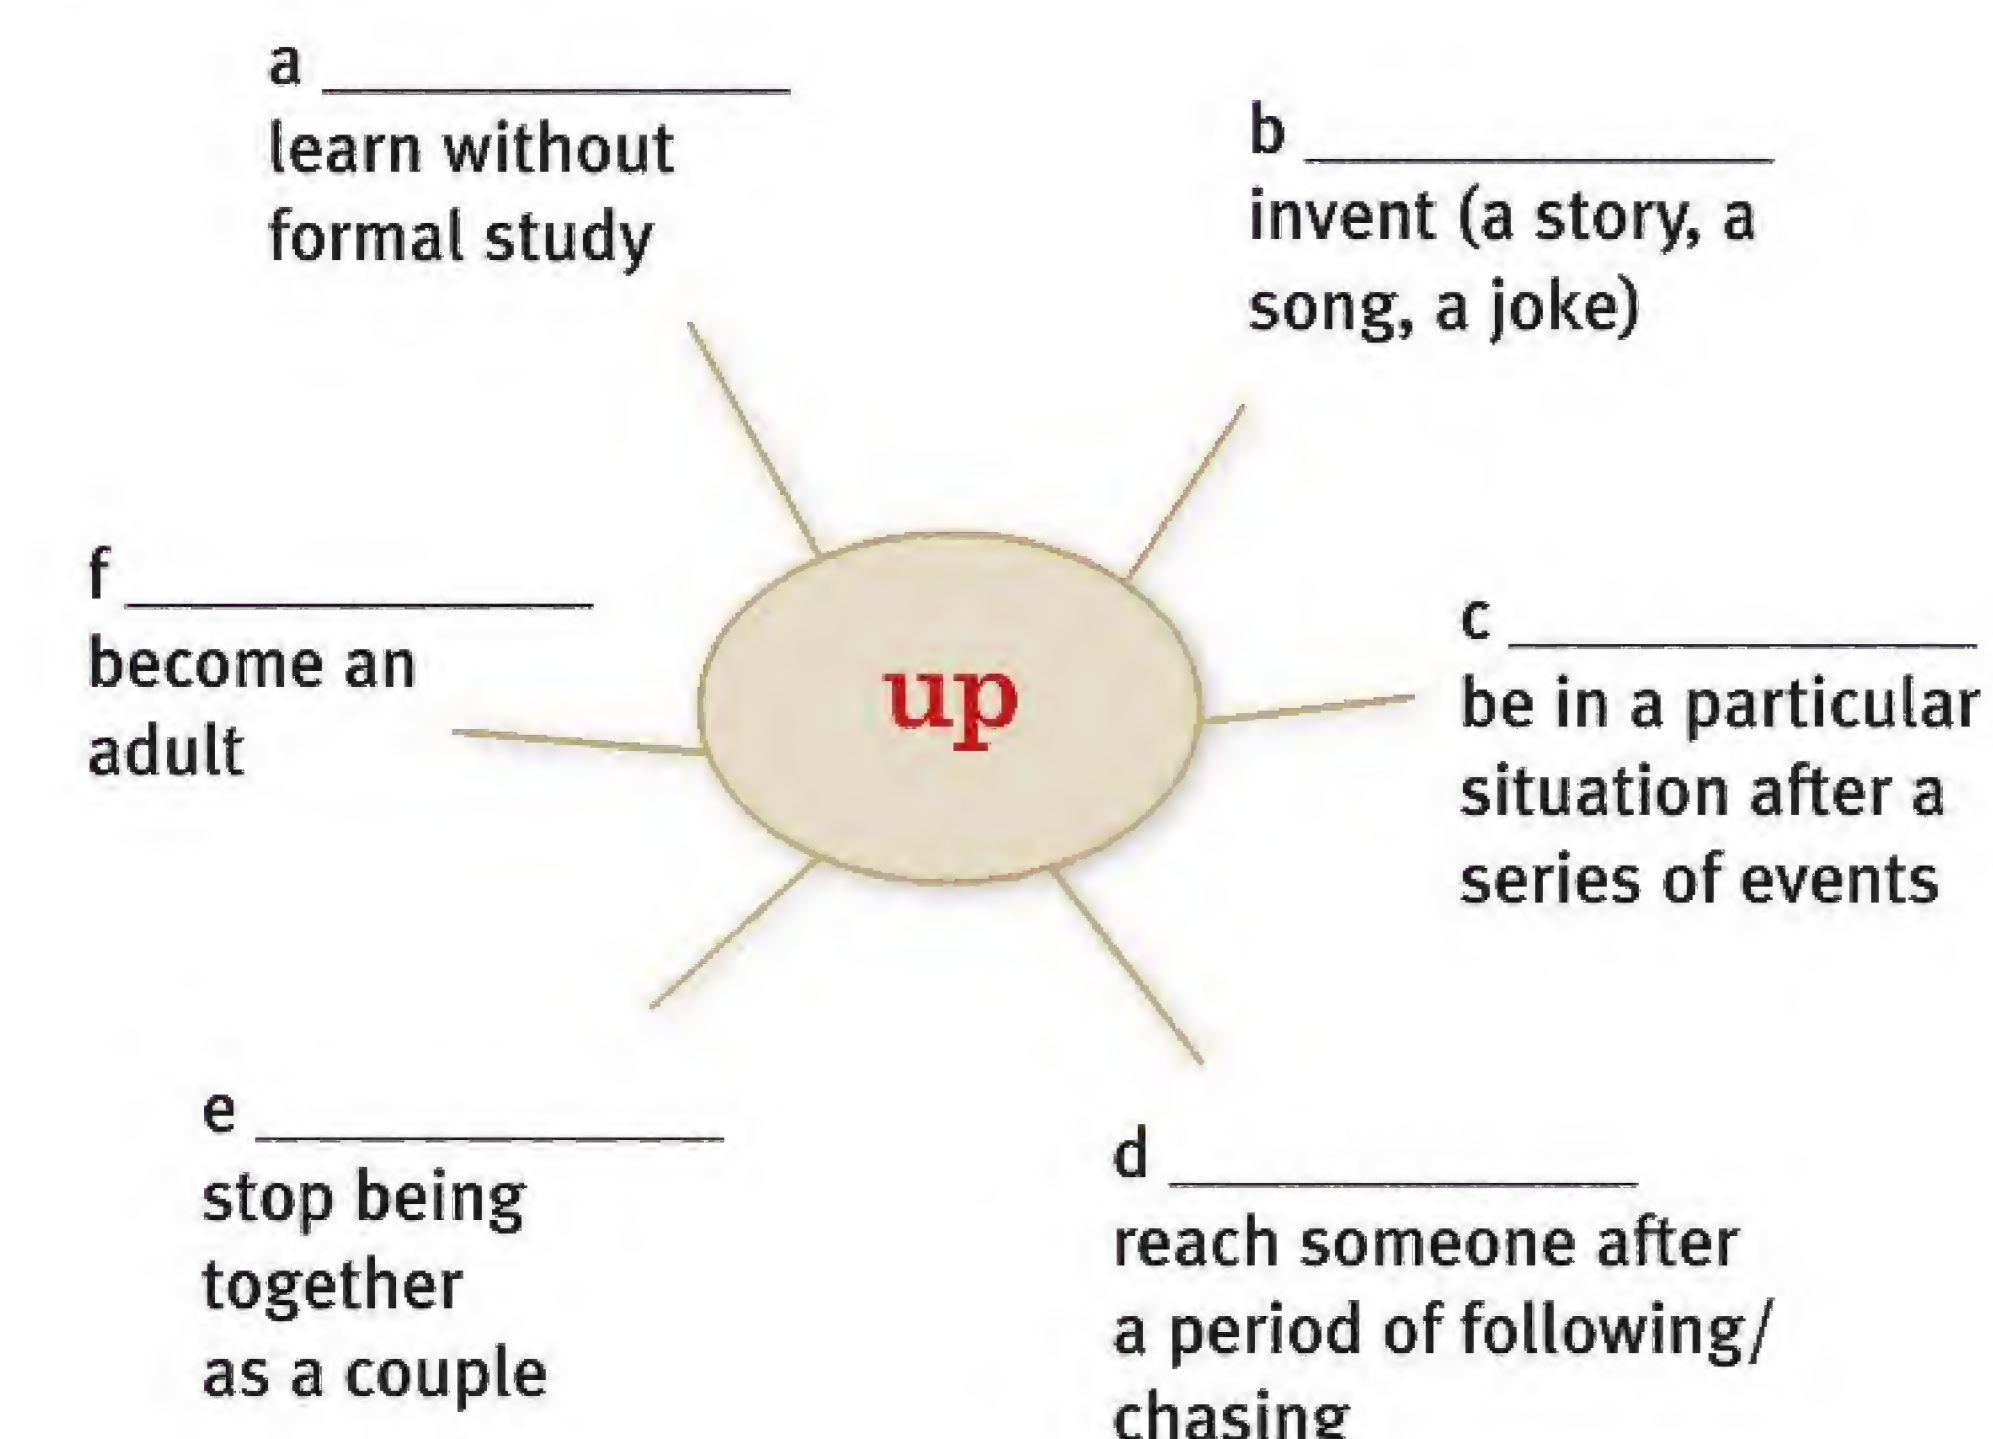 a
learn without
formal study
b
invent (a story, a
song, a joke)
f
become an
adult
up
c
be in a particular
situation after a
series of events
e
stop being
together
as a couple
d
reach someone after
a period of following/
chasing